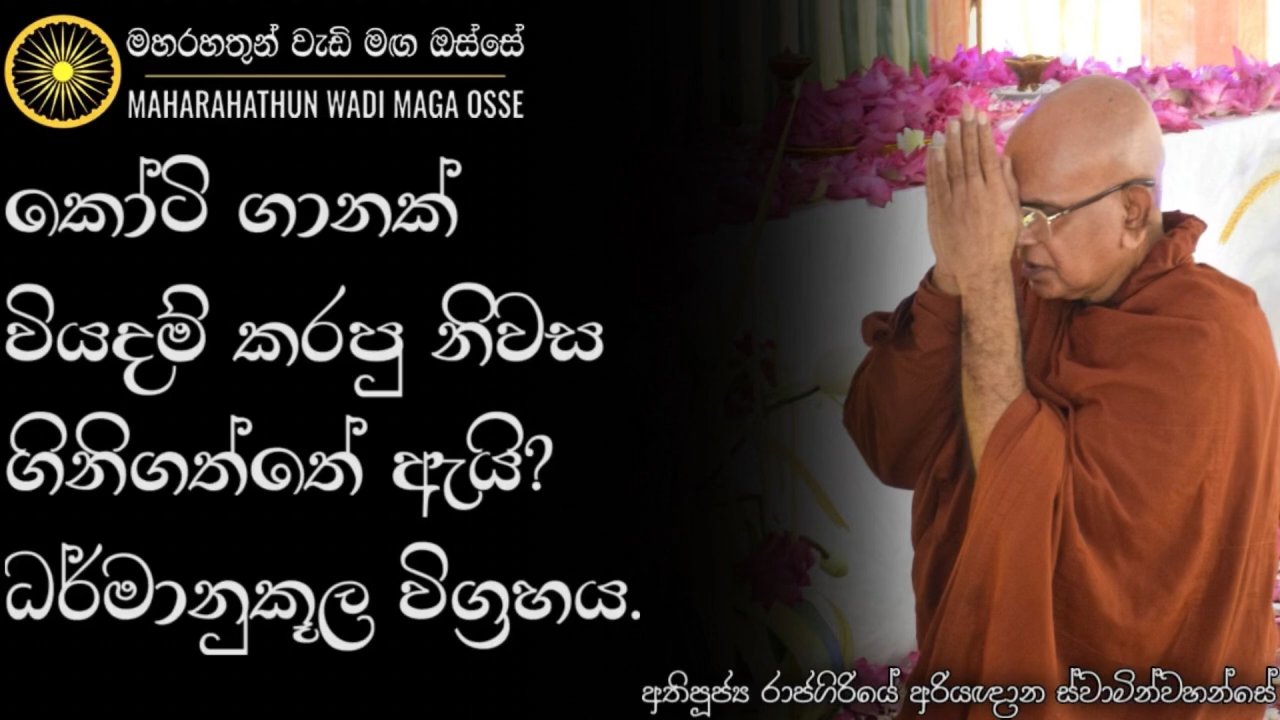 මහරහතුන් වැඩි මඟ ඔස්සේ
MAHARAHATHUN WADI MAGA OSSE
කෝටි ගානක්
වියදම් කරපු නිවස
ගිනිගත්තේ ඇයි?
ධර්මානුකූල විග්‍රහය.
අතිපූජ්‍ය රාජගිරියේ අරියඥාන ස්වාමින්වහන්සේ